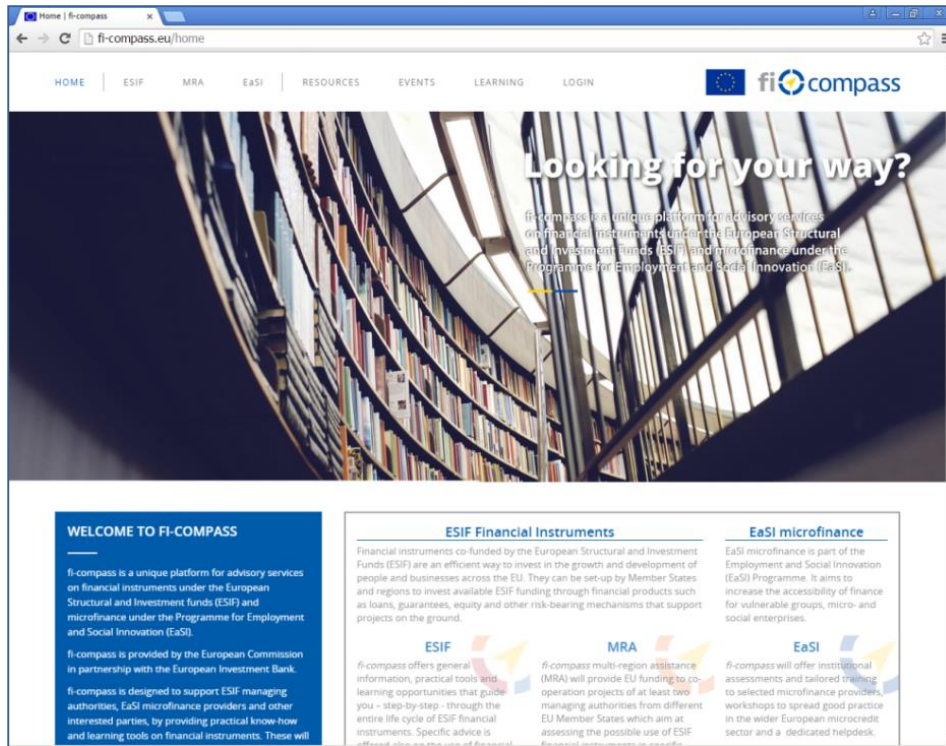 Home | fi-compass
fi-compass.eu/home
HOME
ESIF
MRA
EaSI
RESOURCES
EVENTS
LEARNING
LOGIN
fi compass
Looking for your way?
fi-compass is a unique platform for advisory services
on financial instruments under the European Structural
and Investment Funds (ESIF) and microfinance under the
Programme for Employment and Social Innovation (EaSI).
WELCOME TO FI-COMPASS
fi-compass is a unique platform for advisory services
on financial instruments under the European
Structural and Investment funds (ESIF) and
microfinance under the Programme for Employment
and Social Innovation (EaSI).
fi-compass is provided by the European Commission
in partnership with the European Investment Bank.
fi-compass is designed to support ESIF managing
authorities, EaSI microfinance providers and other
interested parties, by providing practical know-how
and learning tools on financial instruments. These will
ESIF Financial Instruments
Financial instruments co-funded by the European Structural and Investment
Funds (ESIF) are an efficient way to invest in the growth and development of
people and businesses across the EU. They can be set-up by Member States
and regions to invest available ESIF funding through financial products such
as loans, guarantees, equity and other risk-bearing mechanisms that support
projects on the ground.
EaSI microfinance
EaSI microfinance is part of the
Employment and Social Innovation
(EaSI) Programme. It aims to
increase the accessibility of finance
for vulnerable groups, micro- and
social enterprises.
ESIF
fi-compass offers general
information, practical tools and
learning opportunities that guide
you – step-by-step - through the
entire life cycle of ESIF financial
instruments. Specific advice is
offered also on the use of financial
MRA
fi-compass multi-region assistance
(MRA) will provide EU funding to co-
operation projects of at least two
managing authorities from different
EU Member States which aim at
assessing the possible use of ESIF
financial instruments in specific
EaSI
fi-compass will offer institutional
assessments and tailored training
to selected microfinance providers,
workshops to spread good practice
in the wider European microcredit
sector and a dedicated helpdesk.